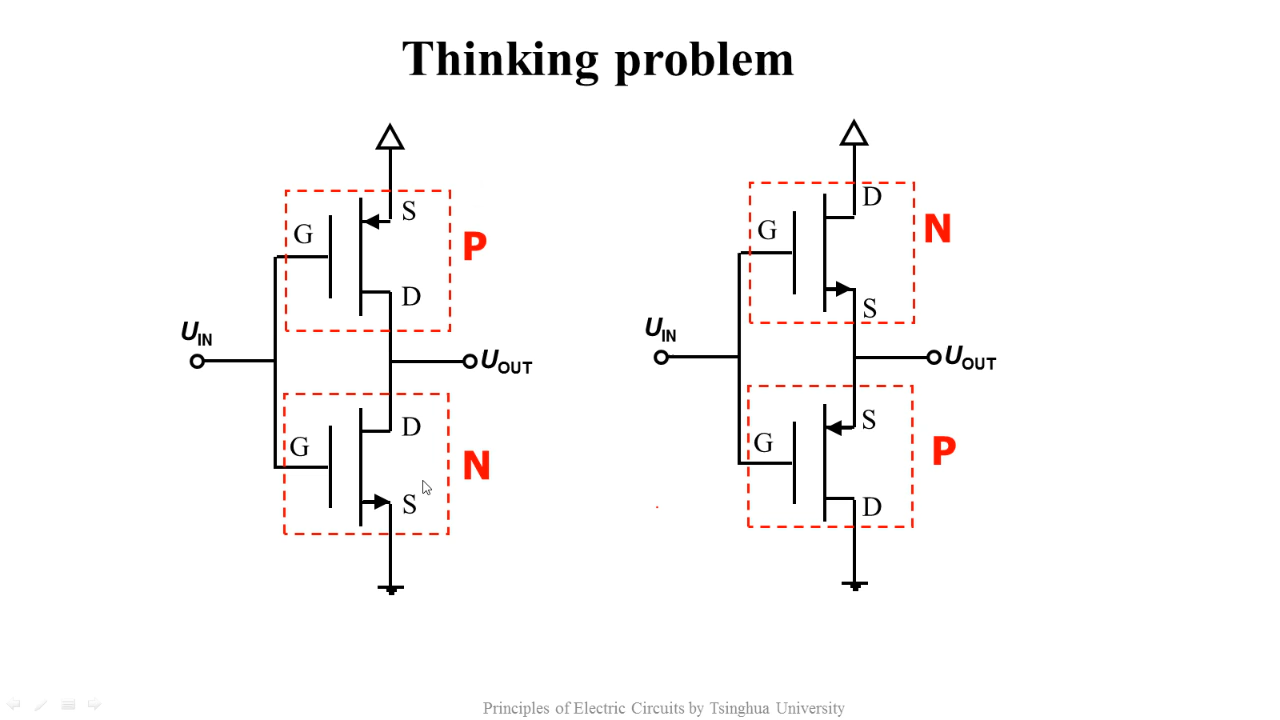 Thinking problem
S
G
P
D
UIN
UOUT
D
G
N
S
D
G
N
S
UIN
UOUT
S
G
P
D
Principles of Electric Circuits by Tsinghua University